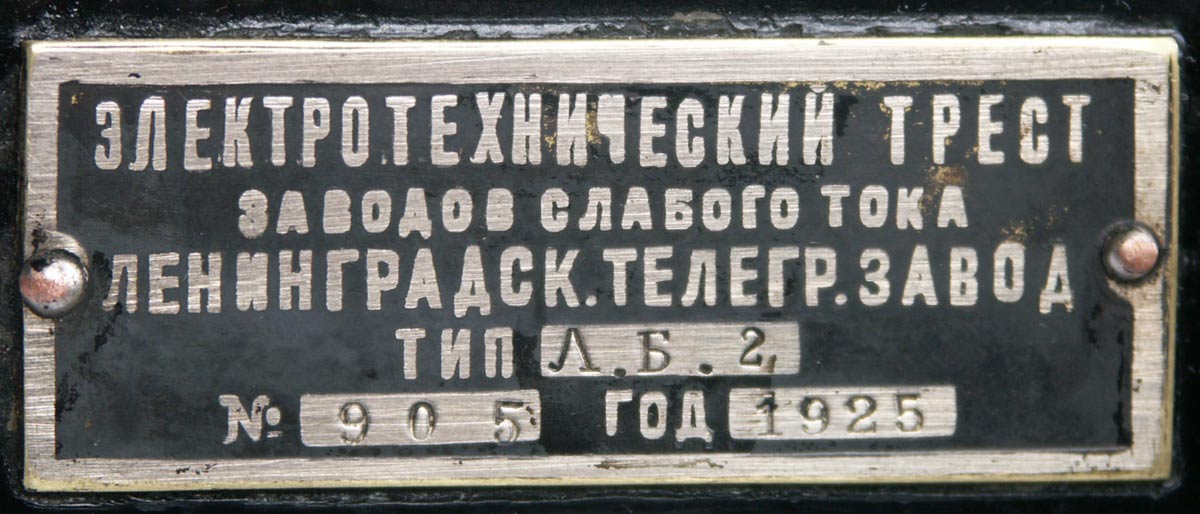 ЭЛЕКТРОТЕХНИЧЕСКИЙ ТРЕСТ
ЗАВОДОВ СЛАБОГО ТОКА
ЛЕНИНГРАДСК. ТЕЛЕГР. ЗАВОД
ТИП Л.Б.2
№ 905 ГОД 1925